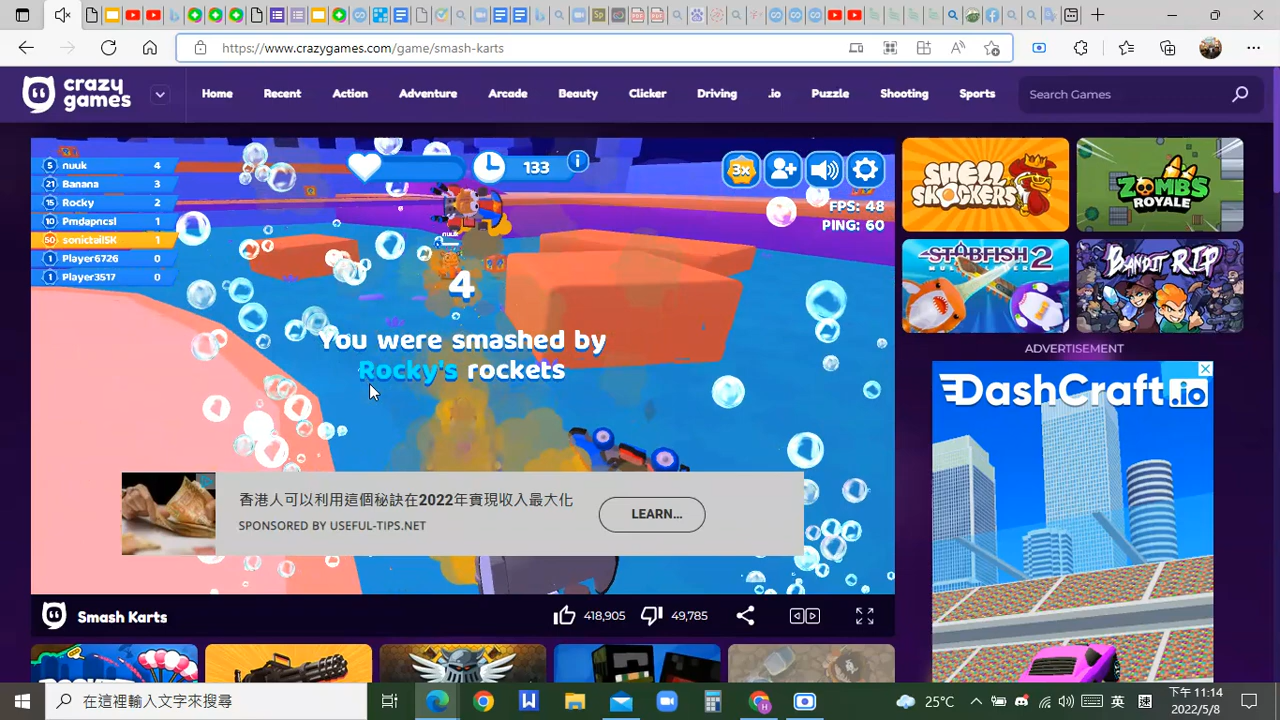 https://www.crazygames.com/game/smash-karts
crazy games
Home
Recent
Action
Adventure
Arcade
Beauty
Clicker
Driving
.io
Puzzle
Shooting
Sports
Search Games
5 nuuk 4
21 Banana 3
15 Rocky 2
10 Pmdapncsl 1
50 sonictail5K 1
1 Player6726 0
1 Player3517 0
133
3x
FPS: 48
PING: 60
nuuk
4
You were smashed by
Rocky's rockets
香港人可以利用這個秘訣在2022年實現收入最大化
SPONSORED BY USEFUL-TIPS.NET
LEARN...
Smash Karts
418,905
49,785
SHELL SHOCKERS
ZOMBS ROYALE
STABFISH 2
BANDIT RIP
ADVERTISEMENT
DashCraft.io
在這裡輸入文字來搜尋
25°C
英
下午 11:14
2022/5/8